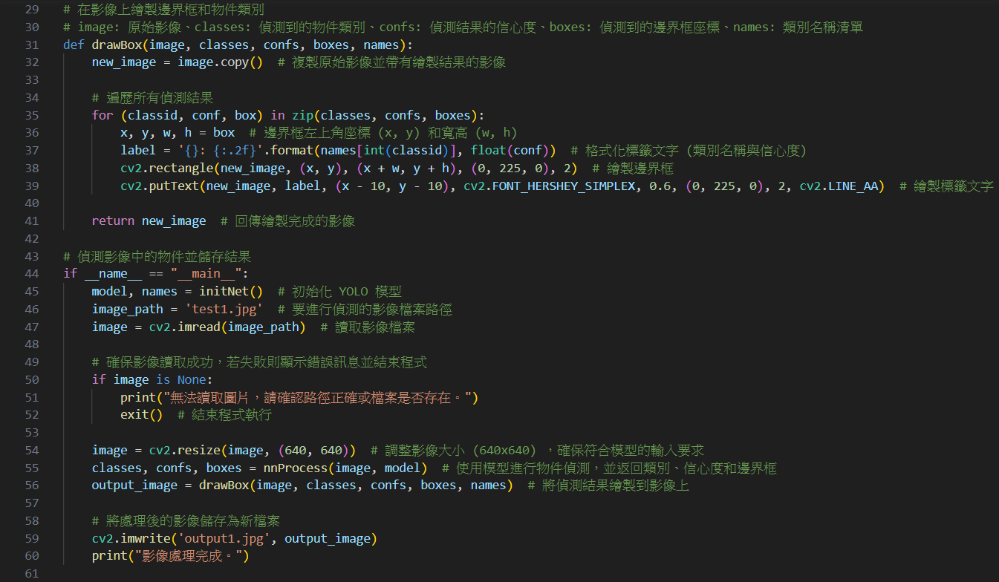 29 # 在影像上繪製邊界框和物件類別
30 # image: 原始影像、classes: 偵測到的物件類別、confs: 偵測結果的信心度、boxes: 偵測到的邊界框座標、names: 類別名稱清單
31 def drawBox(image, classes, confs, boxes, names):
32     new_image = image.copy()  # 複製原始影像並帶有繪製結果的影像
33
34     # 遍歷所有偵測結果
35     for (classid, conf, box) in zip(classes, confs, boxes):
36         x, y, w, h = box  # 邊界框左上角座標 (x, y) 和寬高 (w, h)
37         label = '{}: {:.2f}'.format(names[int(classid)], float(conf))  # 格式化標籤文字 (類別名稱與信心度)
38         cv2.rectangle(new_image, (x, y), (x + w, y + h), (0, 225, 0), 2)  # 繪製邊界框
39         cv2.putText(new_image, label, (x - 10, y - 10), cv2.FONT_HERSHEY_SIMPLEX, 0.6, (0, 225, 0), 2, cv2.LINE_AA)  # 繪製標籤文字
40
41     return new_image  # 回傳繪製完成的影像
42
43 # 偵測影像中的物件並儲存結果
44 if __name__ == "__main__":
45     model, names = initNet()  # 初始化 YOLO 模型
46     image_path = 'test1.jpg'  # 要進行偵測的影像檔案路徑
47     image = cv2.imread(image_path)  # 讀取影像檔案
48
49     # 確保影像讀取成功，若失敗則顯示錯誤訊息並結束程式
50     if image is None:
51         print("無法讀取圖片，請確認路徑正確或檔案是否存在。")
52         exit()  # 結束程式執行
53
54     image = cv2.resize(image, (640, 640))  # 調整影像大小 (640x640) ，確保符合模型的輸入要求
55     classes, confs, boxes = nnProcess(image, model)  # 使用模型進行物件偵測，並返回類別、信心度和邊界框
56     output_image = drawBox(image, classes, confs, boxes, names)  # 將偵測結果繪製到影像上
57
58     # 將處理後的影像儲存為新檔案
59     cv2.imwrite('output1.jpg', output_image)
60     print("影像處理完成。")
61